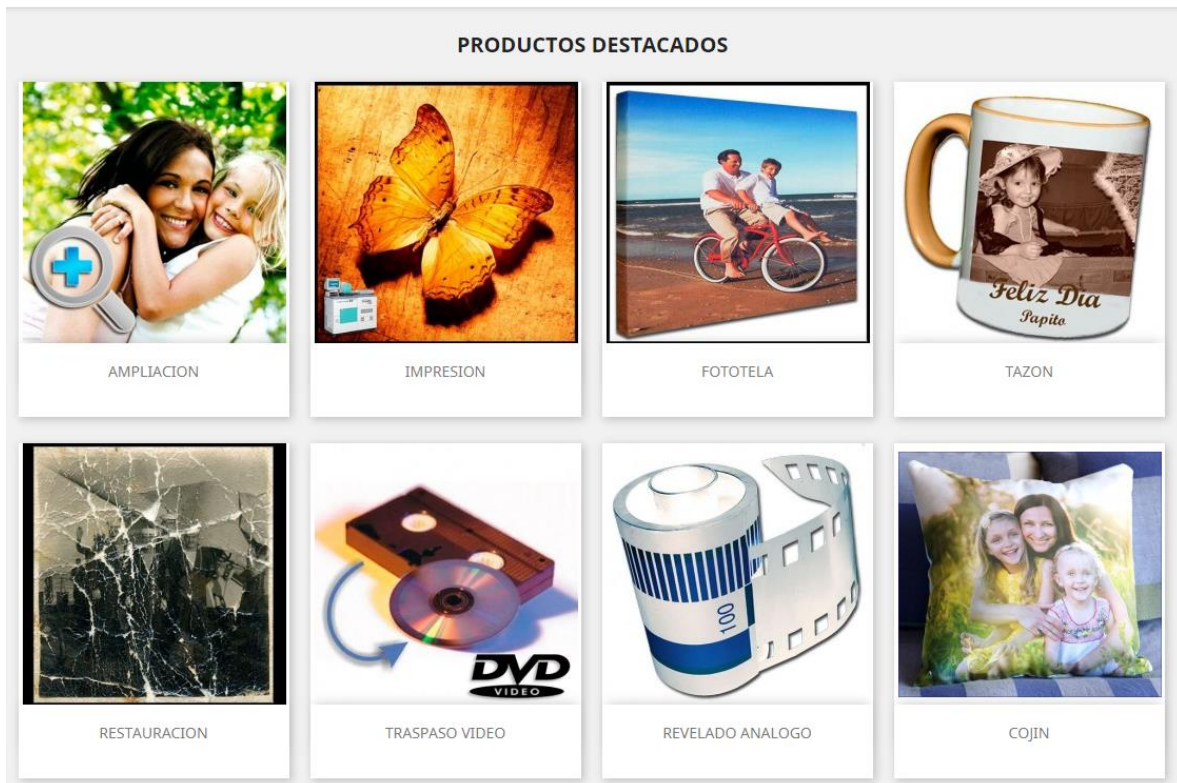 PRODUCTOS DESTACADOS
AMPLIACION
IMPRESION
FOTOTELA
Feliz Dia
Papito
TAZON
RESTAURACION
DVD
VIDEO
TRASPASO VIDEO
100
REVELADO ANALOGO
COJIN